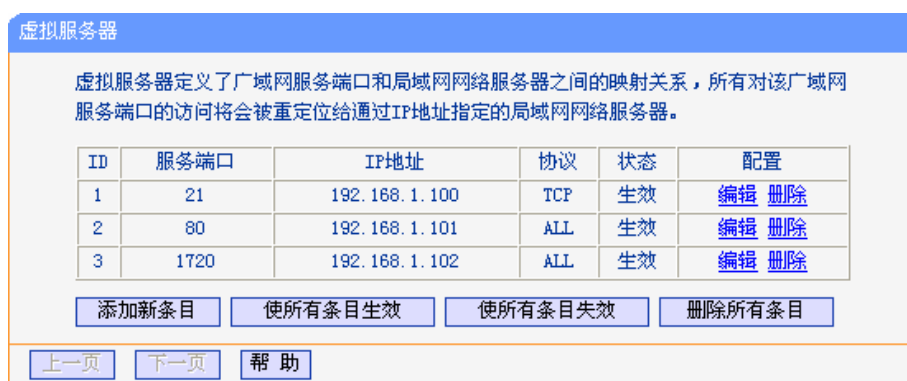 虚拟服务器
虚拟服务器定义了广域网服务端口和局域网网络服务器之间的映射关系，所有对该广域网
服务端口的访问将会被重定位给通过IP地址指定的局域网网络服务器。
ID 服务端口 IP地址 协议 状态 配置
1 21 192.168.1.100 TCP 生效 编辑 删除
2 80 192.168.1.101 ALL 生效 编辑 删除
3 1720 192.168.1.102 ALL 生效 编辑 删除
添加新条目 使所有条目生效 使所有条目失效 删除所有条目
上一页 下一页 帮 助